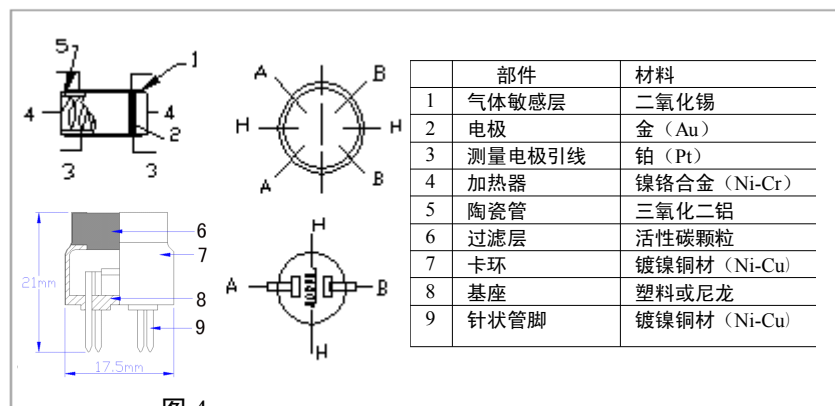 5
1
4
4
2
3
3
A
B
H
H
A
B
6
7
21mm
8
9
17.5mm
H
A
B
H
部件 材料
1 气体敏感层 二氧化锡
2 电极 金（Au）
3 测量电极引线 铂（Pt）
4 加热器 镍铬合金（Ni-Cr）
5 陶瓷管 三氧化二铝
6 过滤层 活性碳颗粒
7 卡环 镀镍铜材（Ni-Cu）
8 基座 塑料或尼龙
9 针状管脚 镀镍铜材（Ni-Cu）